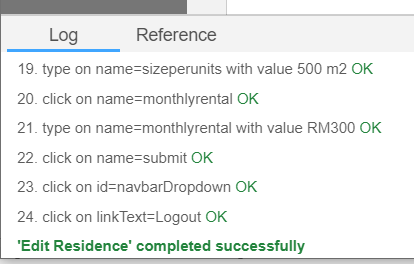 Log Reference
19. type on name=sizeperunits with value 500 m2 OK
20. click on name=monthlyrental OK
21. type on name=monthlyrental with value RM300 OK
22. click on name=submit OK
23. click on id=navbarDropdown OK
24. click on linkText=Logout OK
'Edit Residence' completed successfully